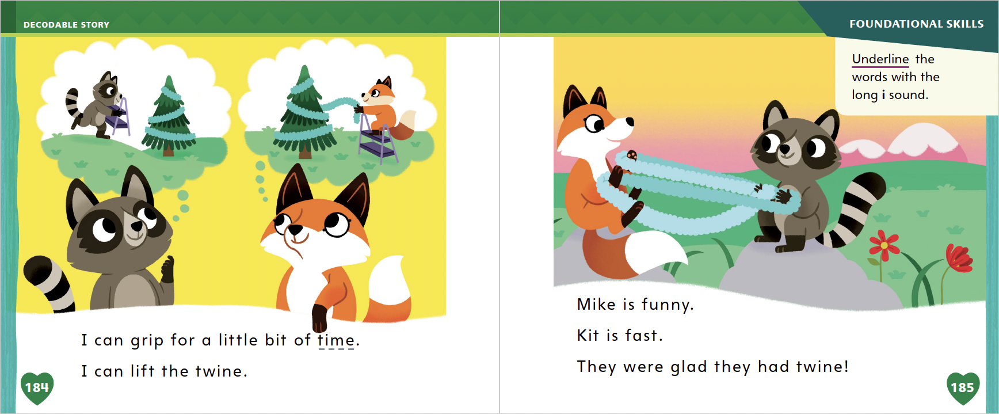 DECODABLE STORY
I can grip for a little bit of time.
I can lift the twine.
184
FOUNDATIONAL SKILLS
Underline the
words with the
long i sound.
Mike is funny.
Kit is fast.
They were glad they had twine!
185